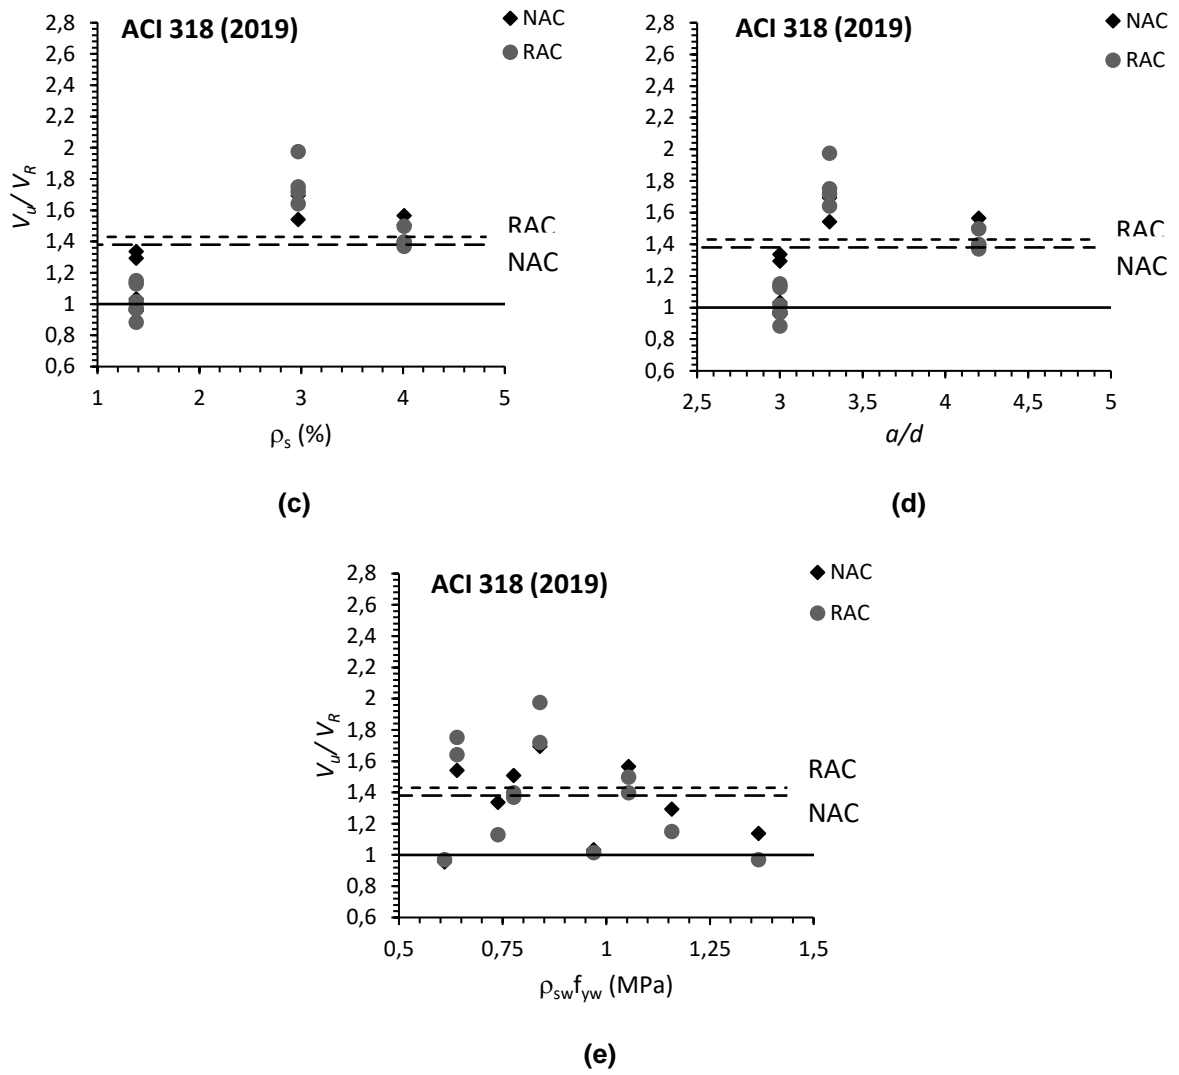 ACI 318 (2019)
NAC
RAC
2,8
2,6
2,4
2,2
2
1,8
1,6
1,4
1,2
1
0,8
0,6
Vu/ VR
RAC
NAC
1 2 3 4 5
ρs (%)
(c)
ACI 318 (2019)
NAC
RAC
2,8
2,6
2,4
2,2
2
1,8
1,6
1,4
1,2
1
0,8
0,6
RAC
NAC
2,5 3 3,5 4 4,5 5
a/d
(d)
ACI 318 (2019)
NAC
RAC
2,8
2,6
2,4
2,2
2
1,8
1,6
1,4
1,2
1
0,8
0,6
Vu/ VR
RAC
NAC
0,5 0,75 1 1,25 1,5
ρswfyw (MPa)
(e)